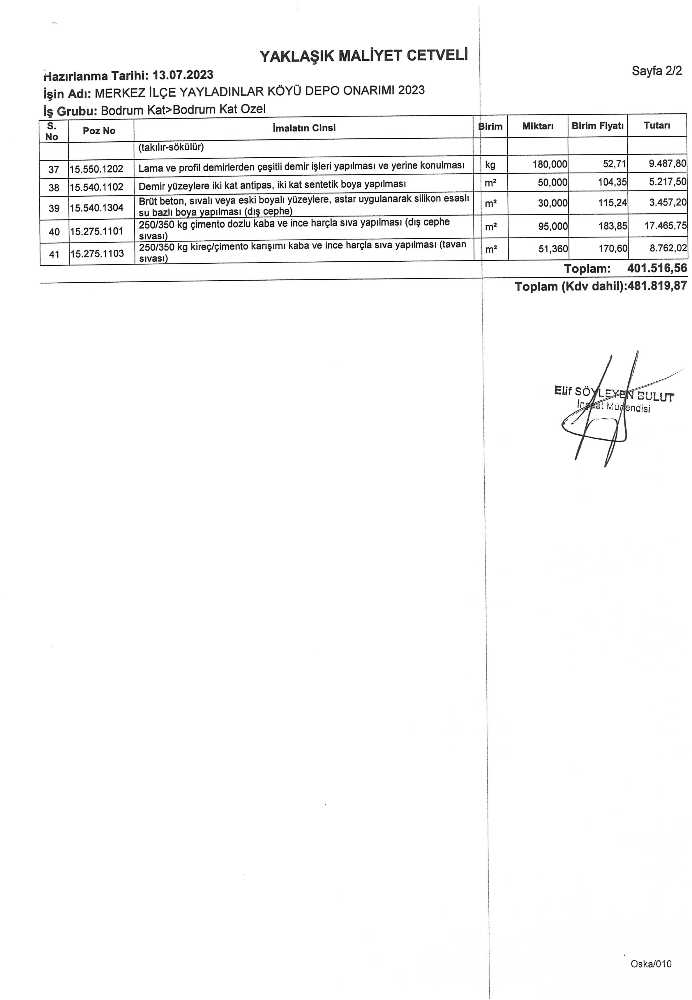 YAKLAŞIK MALİYET CETVELİ
Sayfa 2/2
Hazırlanma Tarihi: 13.07.2023
İşin Adı: MERKEZ İLÇE YAYLADINLAR KÖYÜ DEPO ONARIMI 2023
İş Grubu: Bodrum Kat>Bodrum Kat Ozel
S. No Poz No İmalatın Cinsi Birim Miktarı Birim Fiyatı Tutarı
(takılır-sökülür)
37 15.550.1202 Lama ve profil demirlerden çeşitli demir işleri yapılması ve yerine konulması kg 180,000 52,71 9.487,80
38 15.540.1102 Demir yüzeylere iki kat antipas, iki kat sentetik boya yapılması m² 50,000 104,35 5.217,50
39 15.540.1304 Brüt beton, sıvalı veya eski boyalı yüzeylere, astar uygulanarak silikon esaslı m² 30,000 115,24 3.457,20
su bazlı boya yapılması (dış cephe)
40 15.275.1101 250/350 kg çimento dozlu kaba ve ince harçla sıva yapılması (dış cephe m² 95,000 183,85 17.465,75
sıvası)
41 15.275.1103 250/350 kg kireç/çimento karışımı kaba ve ince harçla sıva yapılması (tavan m² 51,360 170,60 8.762,02
sıvası)
Toplam: 401.516,56
Toplam (Kdv dahil):481.819,87
Elif SÖYLEYEN BULUT
İnşaat Mühendisi
Oska/010